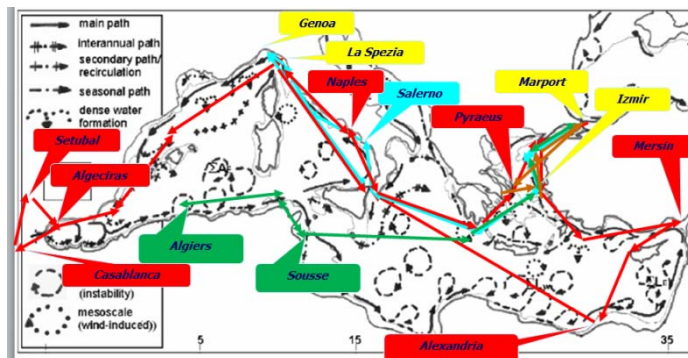 main path
interannual path
secondary path/
recirculation
seasonal path
dense water
formation
Genoa
La Spezia
Naples
Salerno
Pyraeus
Marport
Izmir
Mersin
Setubal
Algeciras
Algiers
Casablanca
Sousse
Alexandria
(instability)
mesoscale
(wind-induced))
5
15
35